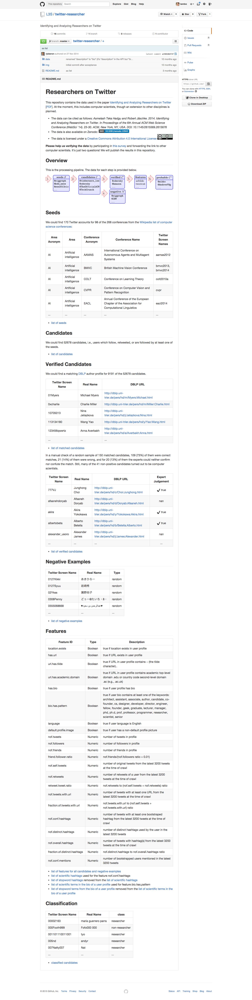 This repository Search Explore Gist Blog Help lambo
L3S / twitter-researcher Watch 5 Star 8 Fork 1
Identifying and Analyzing Researchers on Twitter
16 commits 1 branch 0 releases 1 contributor
branch: master twitter-researcher / +
as list
rjoberon authored on 27 Nov 2014 latest commit a398106f3f
data renamed "description" to "bio" (it's "description" in the API but "bi… 10 months ago
img initial commit after acceptance 10 months ago
README.md as list 3 months ago
Code
Issues 0
Pull Requests 0
Wiki
Pulse
Graphs
HTTPS clone URL
https://github.com/
You can clone with HTTPS, SSH,
or Subversion.
Clone in Desktop
Download ZIP
README.md
Researchers on Twitter
This repository contains the data used in the paper Identifying and Analyzing Researchers on Twitter
[PDF]. At the moment, this includes computer scientists, though an extension to other disciplines is
planned.
• The data can be cited as follows: Asmelash Teka Hadgu and Robert Jäschke. 2014. Identifying
and Analyzing Researchers on Twitter. In Proceedings of the 6th Annual ACM Web Science
Conference (WebSci '14). 23-30. ACM, New York, NY, USA. DOI: 10.1145/2615569.2615676
• The data is also available on Zenodo: DOI 10.5281/zenodo.12942
• The data is licensed under a Creative Commons Attribution 4.0 International License cc BY
Please help us verifying the data by participating in this survey and forwarding the link to other
computer scientists. It's just two questions! We will publish the results in this repository.
Overview
This is the processing pipeline. The data for each step is provided below.
1. seeds S
@siggraph
@kdd_news
@www2013rio
...
2. candidates C
@timberners_lee
@odersky
@TheOfficialACM
@TechCrunch
...
3. verified C*
@odersky
@hmason
...
4. negative N
@siggraph
@IBM
...
5. features
urltilde
tweetcnt
...
6. probable C+
@nikko
@AndrewYNg
...
Seeds
We could find 170 Twitter accounts for 98 of the 268 conferences from the Wikipedia list of computer
science conferences:
Area Acronym Area Conference Acronym Conference Name Twitter Screen Names
AI Artificial intelligence AAMAS International Conference on Autonomous Agents and Multiagent Systems aamas2012
AI Artificial intelligence BMVC British Machine Vision Conference bmvc2013, bmvc2014
AI Artificial intelligence COLT Conference on Learning Theory colt2010a
AI Artificial intelligence CVPR Conference on Computer Vision and Pattern Recognition cvpr
AI Artificial intelligence EACL Annual Conference of the European Chapter of the Association for Computational Linguistics eacl2014
... ... ... ... ...
• list of seeds
Candidates
We could find 52678 candidates, i.e., users which follow, retweeted, or are followed by at least one of
the seeds.
• list of candidates
Verified Candidates
We could find a matching DBLP author profile for 9191 of the 52678 candidates.
Twitter Screen Name Real Name DBLP URL
01Myers Michael Myers http://dblp.uni-trier.de/pers/hd/m/Myers:Michael.html
0xcharlie Charlie Miller http://dblp.uni-trier.de/pers/hd/m/Miller:Charlie.html
10705013 Nina Jeliazkova http://dblp.uni-trier.de/pers/hd/j/Jeliazkova:Nina.html
113134180 Wang Yao http://dblp.uni-trier.de/pers/hd/y/Yao:Wang.html
123456qwertz Anna Averbakh http://dblp.uni-trier.de/pers/hd/a/Averbakh:Anna.html
... ... ...
• list of matched candidates
In a manual check of a random sample of 150 matched candidates, 109 (73%) of them were correct
matches, 21 (14%) of them were wrong, and for 20 (13%) of them the experts could neither confirm
nor confute the match. Still, many of the 41 non-positive candidates turned out to be computer
scientists.
Twitter Screen Name Real Name DBLP URL Expert Judgement
777VJ Junghong Choi http://dblp.uni-trier.de/pers/hd/c/Choi:Junghong.html ✔ true
afsanehdoryab Afsaneh Doryab http://dblp.uni-trier.de/pers/hd/d/Doryab:Afsaneh.html nan
akira Akira Yokokawa http://dblp.uni-trier.de/pers/hd/y/Yokokawa:Akira.html ✔ true
albertobeta Alberto Betella http://dblp.uni-trier.de/pers/hd/b/Betella:Alberto.html ✔ true
alexander_usoro Alexander James http://dblp.uni-trier.de/pers/hd/j/James:Alexander.html nan
... ... ... ...
• list of verified candidates
Negative Examples
Twitter Screen Name Real Name Type
0127Kikki あきひろー random
0127Syuu 岩崎柊 random
02Ykss 瀬野尚子 random
0308Penny どぅー@たいち・8・ random
0555068668 ♥عبدالرحمن بن سعود♥ random
... ... ...
• list of negative examples
Features
Feature ID Type Description
location.exists Boolean true if location exists in user profile
has.url Boolean true if URL exists in user profile
url.has.tilde Boolean true if URL in user profile contains ~ (the tilde character)..
url.has.academic.domain Boolean true if URL in user profile contains academic top-level domain .edu or country code second-level domain .ac (e.g., .ac.uk)
has.bio Boolean true if user profile has bio
bio.has.pattern Boolean true if user bio contains at least one of the keywords: architect, assistant, associate, author, candidate, co-founder, cs, designer, developer, director, engineer, fellow, founder, geek, graduate, lecturer, manager, phd, ph.d, prof, professor, programmer, researcher, scientist, senior
language Boolean true if user language is English
default.profile.image Boolean true if user has a non-default profile picture
nof.tweets Numeric number of tweets in profile
nof.followers Numeric number of followers in profile
nof.friends Numeric number of friends in profile
friend.follower.ratio Numeric nof.friends/(nof.followers ratio + 0.01)
nof.self.tweets Numeric number of original tweets from the latest 3200 tweets at the time of crawl
nof.retweets Numeric number of retweets of a user from the latest 3200 tweets at the time of crawl
retweet.tweet.ratio Numeric nof.retweets to (nof.self.tweets + nof.retweets) ratio
nof.tweets.with.url Numeric number of tweets with at least one URL from the latest 3200 tweets at the time of crawl
fraction.of.tweets.with.url Numeric nof.tweets.with.url to (nof.self.tweets + nof.tweets.with.url) ratio
nof.conf.hashtags Numeric number of tweets with at least one bootstraped hashtag from the latest 3200 tweets at the time of crawl
nof.distinct.hashtags Numeric number of distinct hashtags used by the user in the latest 3200 tweets
nof.overall.hashtags Numeric number of tweets with hashtag(s) from the latest 3200 tweets at the time of crawl
fraction.of.distinct.hashtags Numeric nof.distinct.hashtags to nof.overall.hashtags ratio
nof.conf.mentions Numeric number of bootstrapped users mentioned in the latest 3200 tweets
• list of features for all candidates and negative examples
• list of scientific hashtags used for the feature nof.conf.hashtags
• list of stopword hashtags removed from the list of scientific hashtags
• list of scientific terms in the bio of a user profile used for feature bio.has.pattern
• list of stopword terms from the bio of a user profile removed from the list of scientific terms in the
bio of a user profile
Classification
Twitter Screen Name Real Name class
00002163 maria guerrero parra researcher
000Foofn999 Fofo000 000 non-researcher
001101110011001 tyo researcher
005nd andyr researcher
007Natty007 Nat researcher
... ... ...
• classified candidates
© 2015 GitHub, Inc. Terms Privacy Security Contact Status API Training Shop Blog About